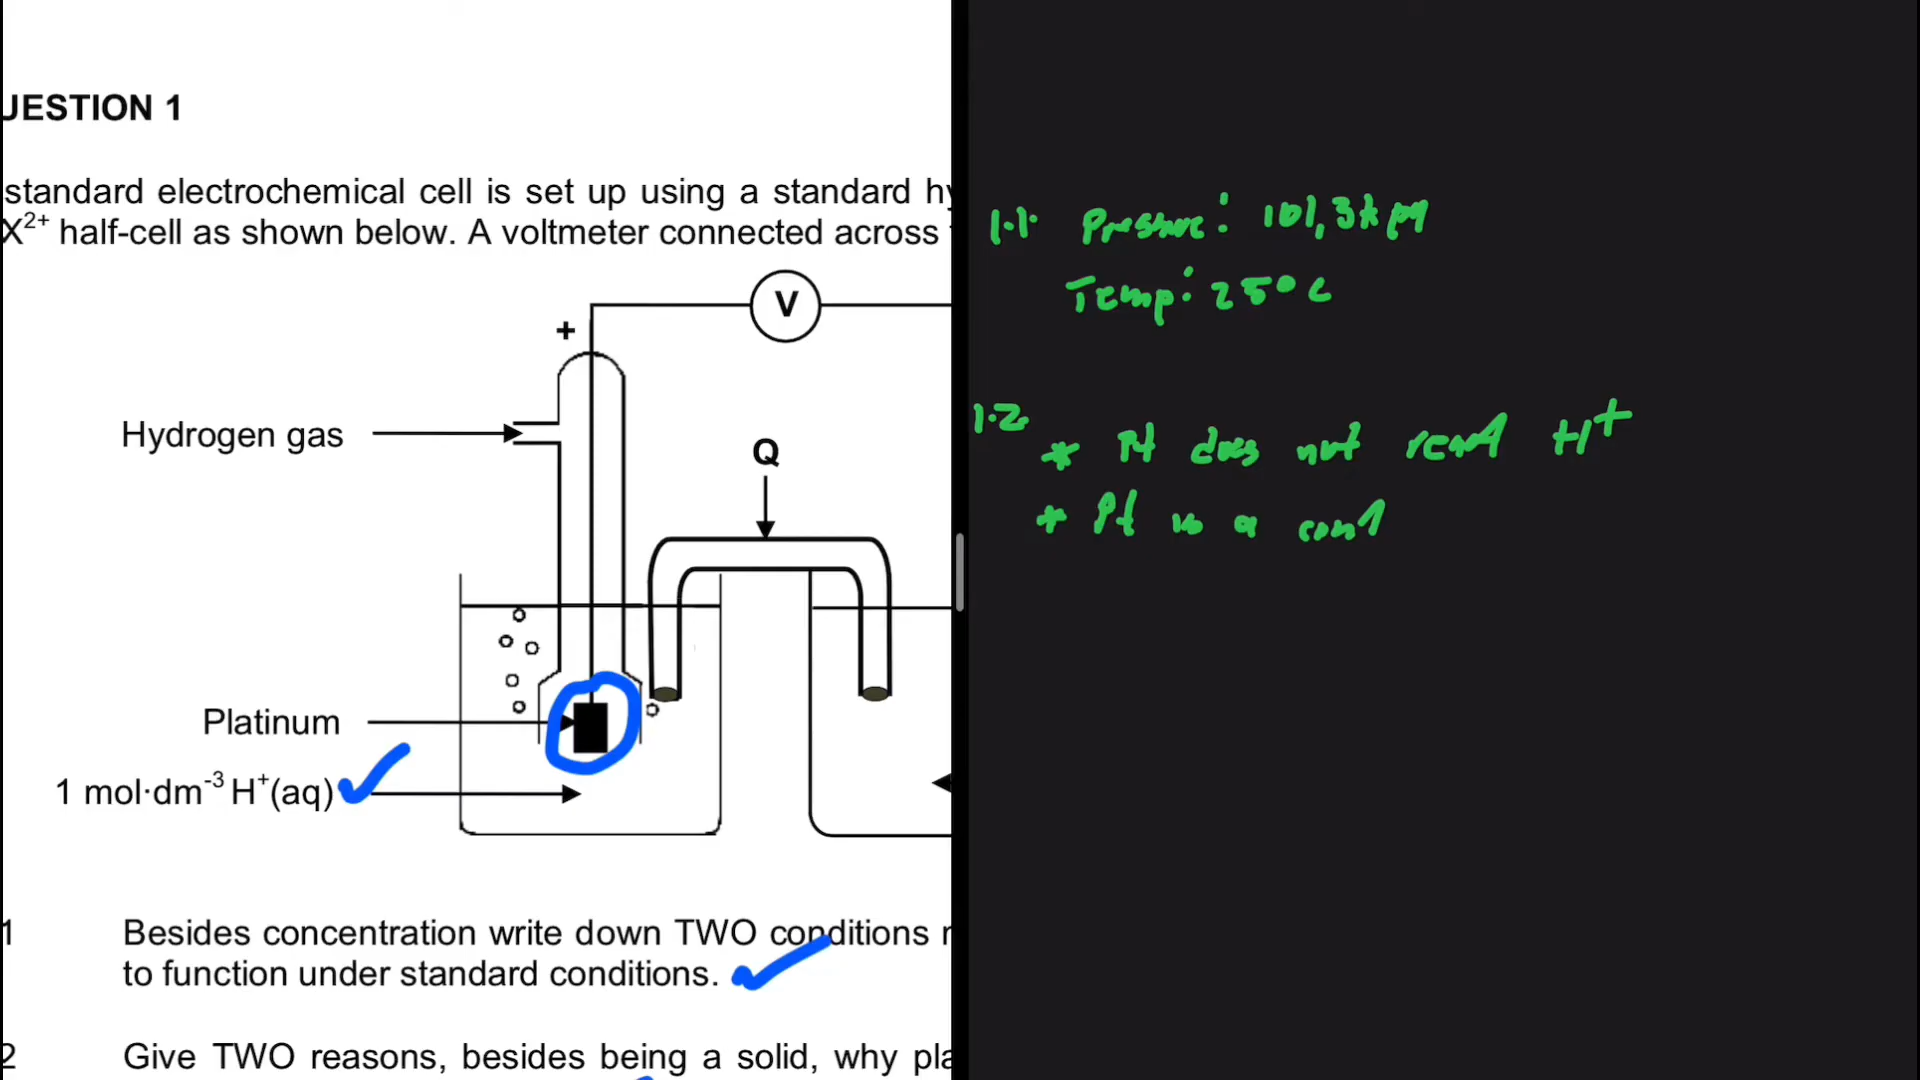 UESTION 1
standard electrochemical cell is set up using a standard hy
X²⁺ half-cell as shown below. A voltmeter connected across
V
+
Hydrogen gas
Q
Platinum
1 mol·dm⁻³ H⁺(aq)
1
Besides concentration write down TWO conditions
to function under standard conditions.
2
Give TWO reasons, besides being a solid, why pla
1.1. Pressure: 101,3kpa
Temp: 25°C
1.2
* Pt does not react H⁺
* Pt is a